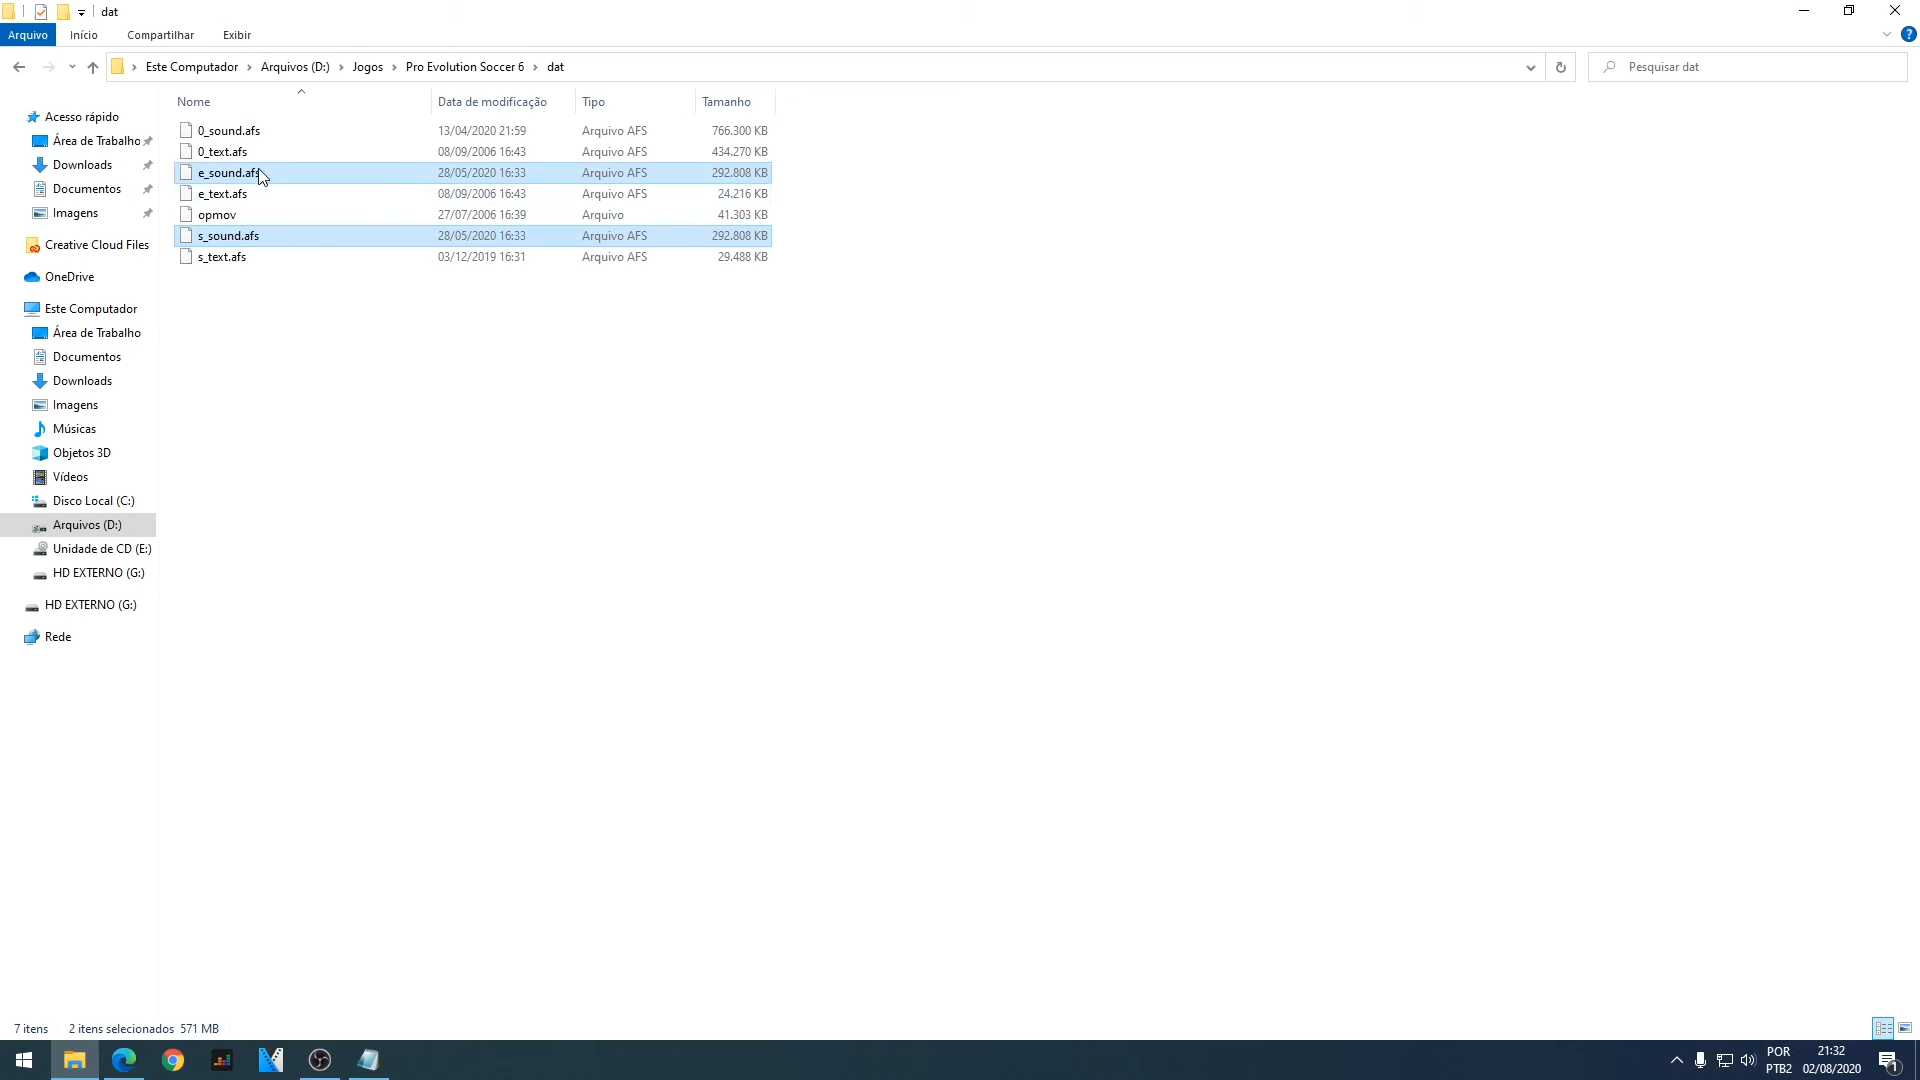 dat
Arquivo Início Compartilhar Exibir
Este Computador Arquivos (D:) Jogos Pro Evolution Soccer 6 dat
Pesquisar dat
Nome Data de modificação Tipo Tamanho
0_sound.afs 13/04/2020 21:59 Arquivo AFS 766.300 KB
0_text.afs 08/09/2006 16:43 Arquivo AFS 434.270 KB
e_sound.afs 28/05/2020 16:33 Arquivo AFS 292.808 KB
e_text.afs 08/09/2006 16:43 Arquivo AFS 24.216 KB
opmov 27/07/2006 16:39 Arquivo 41.303 KB
s_sound.afs 28/05/2020 16:33 Arquivo AFS 292.808 KB
s_text.afs 03/12/2019 16:31 Arquivo AFS 29.488 KB
Acesso rápido
Área de Trabalho
Downloads
Documentos
Imagens
Creative Cloud Files
OneDrive
Este Computador
Área de Trabalho
Documentos
Downloads
Imagens
Músicas
Objetos 3D
Vídeos
Disco Local (C:)
Arquivos (D:)
Unidade de CD (E:)
HD EXTERNO (G:)
HD EXTERNO (G:)
Rede
7 itens 2 itens selecionados 571 MB
POR
PTB2
21:32
02/08/2020
1